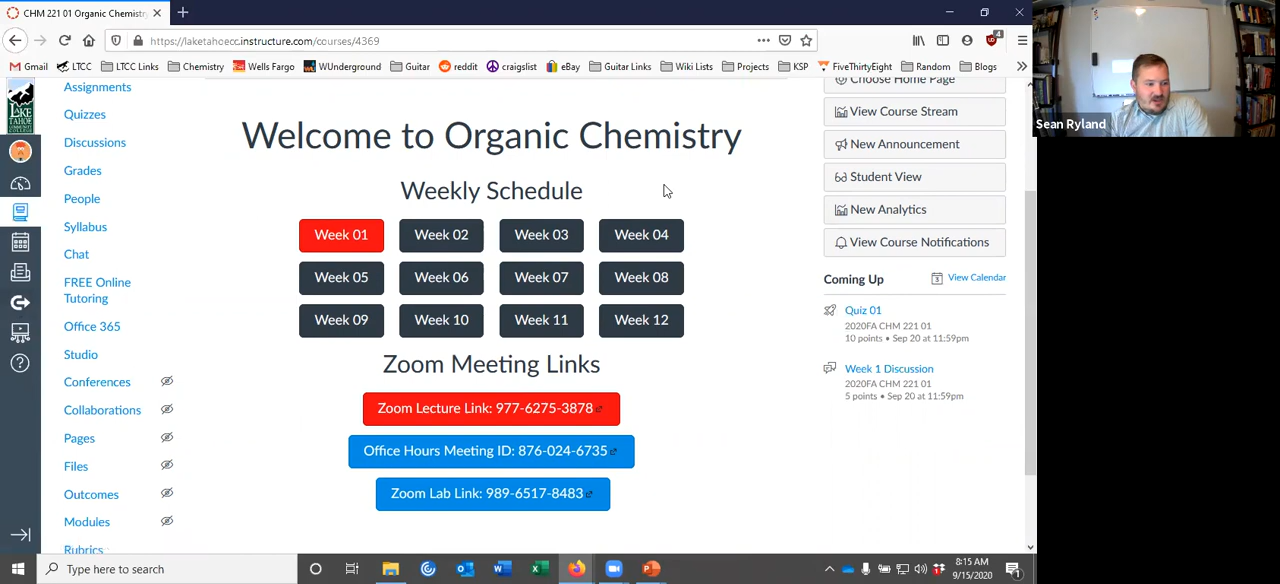 CHM 221 01 Organic Chemistry
https://laketahoecc.instructure.com/courses/4369
Gmail LTCC LTCC Links Chemistry Wells Fargo WUnderground Guitar reddit craigslist eBay Guitar Links Wiki Lists Projects KSP FiveThirtyEight Random Blogs
4
LAKE
TAHOE
Assignments
Quizzes
Discussions
Grades
People
Syllabus
Chat
FREE Online
Tutoring
Office 365
Studio
Conferences
Collaborations
Pages
Files
Outcomes
Modules
Rubrics
Welcome to Organic Chemistry
Weekly Schedule
Week 01 Week 02 Week 03 Week 04
Week 05 Week 06 Week 07 Week 08
Week 09 Week 10 Week 11 Week 12
Zoom Meeting Links
Zoom Lecture Link: 977-6275-3878
Office Hours Meeting ID: 876-024-6735
Zoom Lab Link: 989-6517-8483
Choose Home Page
View Course Stream
New Announcement
Student View
New Analytics
View Course Notifications
Coming Up View Calendar
Quiz 01
2020FA CHM 221 01
10 points • Sep 20 at 11:59pm
Week 1 Discussion
2020FA CHM 221 01
5 points • Sep 20 at 11:59pm
Sean Ryland
Type here to search
8:15 AM
9/15/2020
1